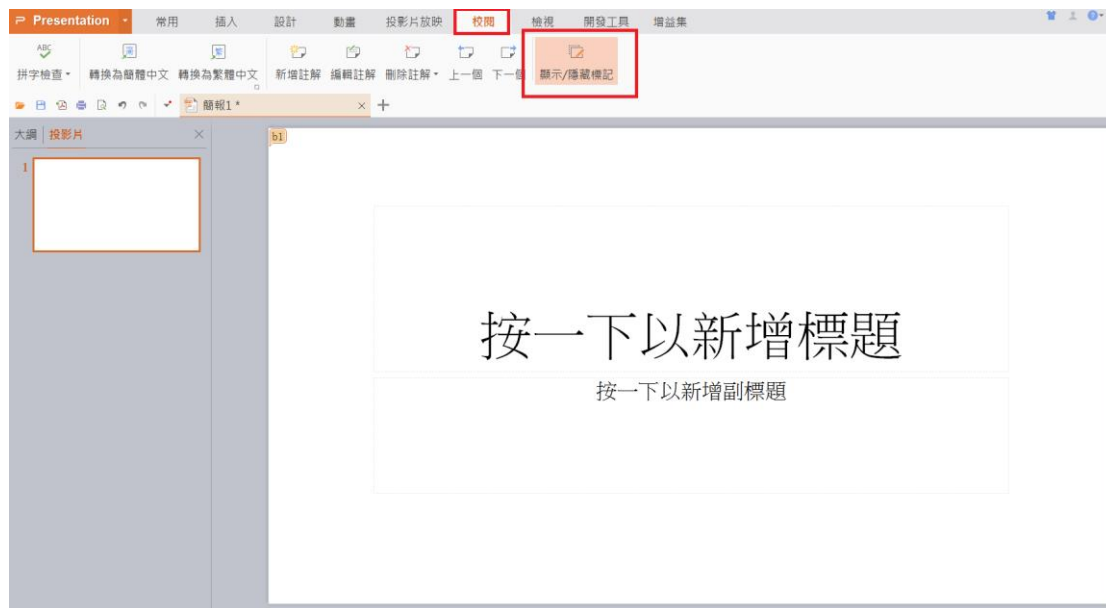 Presentation 常用 插入 設計 動畫 投影片放映 校閱 檢視 開發工具 增益集
ABC
拼字檢查 轉換為簡體中文 轉換為繁體中文 新增註解 編輯註解 刪除註解 上一個 下一個 顯示/隱藏標記
簡報1 *
大綱 投影片
b1
1
按一下以新增標題
按一下以新增副標題